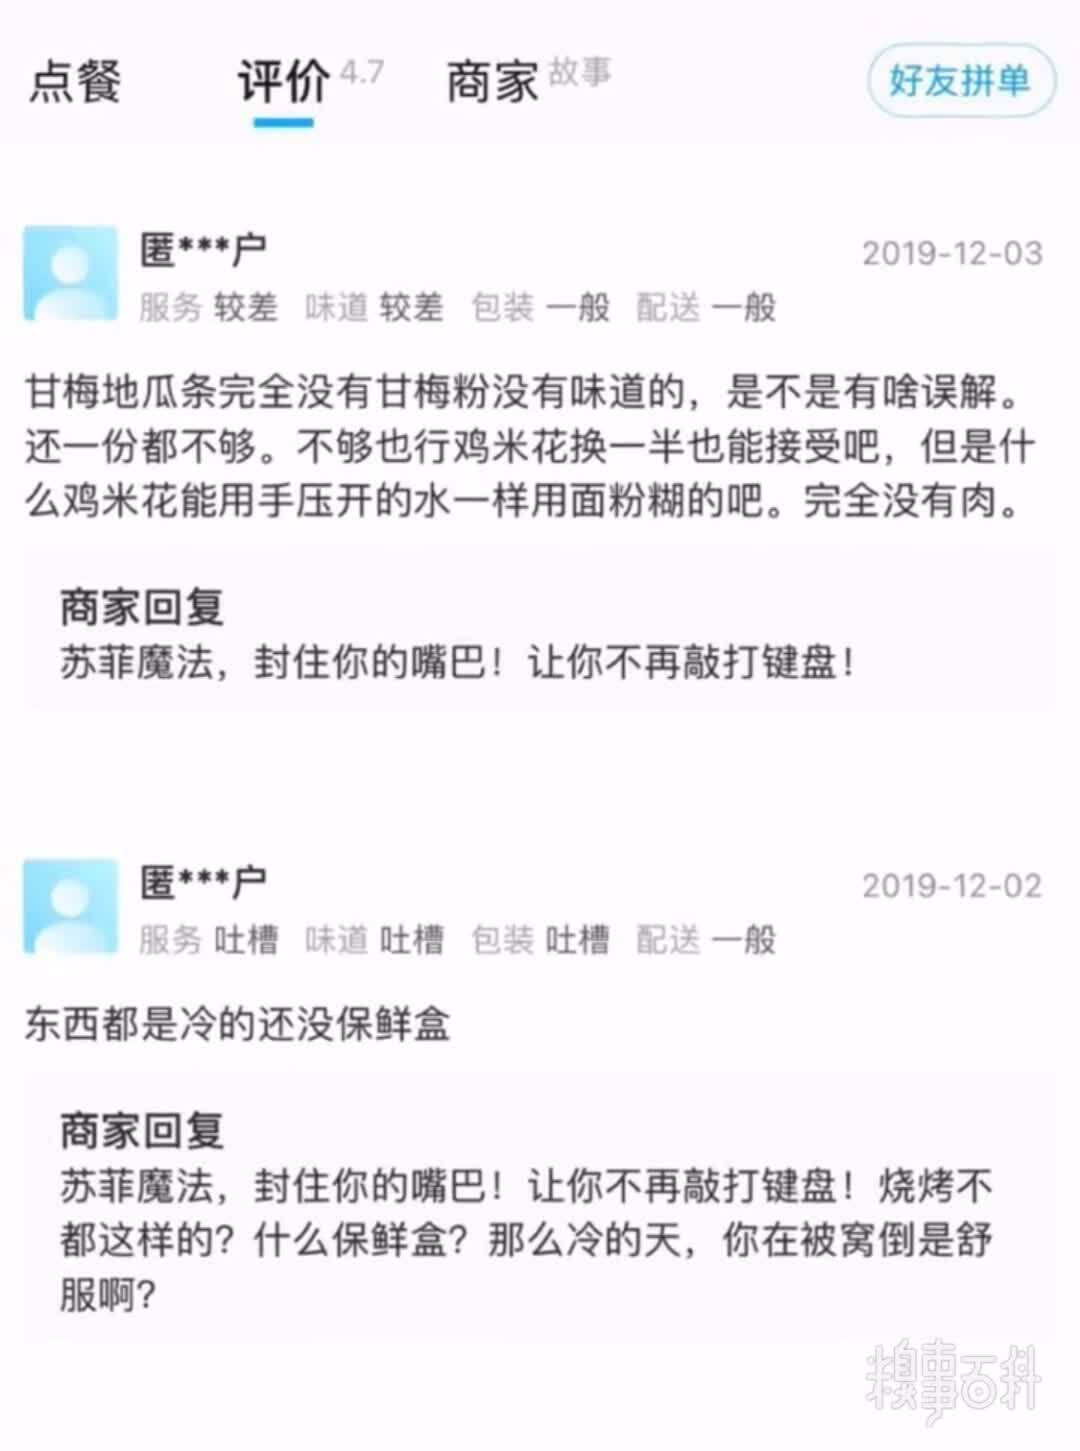 点餐 评价 4.7 商家 故事 好友拼单
匿***户 2019-12-03
服务 较差 味道 较差 包装 一般 配送 一般
甘梅地瓜条完全没有甘梅粉没有味道的，是不是有啥误解。
还一份都不够。不够也行鸡米花换一半也能接受吧，但是什
么鸡米花能用手压开的水一样用面粉糊的吧。完全没有肉。
商家回复
苏菲魔法，封住你的嘴巴！让你不再敲打键盘！
匿***户 2019-12-02
服务 吐槽 味道 吐槽 包装 吐槽 配送 一般
东西都是冷的还没保鲜盒
商家回复
苏菲魔法，封住你的嘴巴！让你不再敲打键盘！烧烤不
都这样的？什么保鲜盒？那么冷的天，你在被窝倒是舒
服啊？
糗事百科